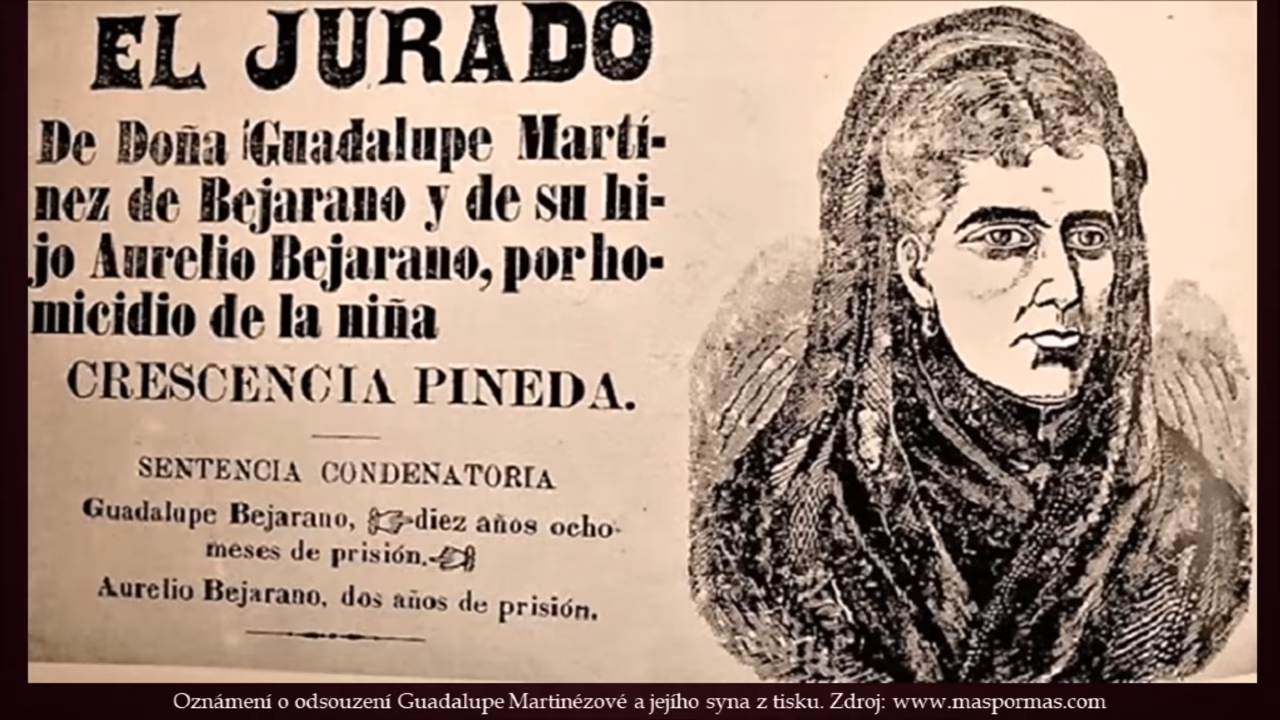 EL JURADO
De Doña ¡Guadalupe Martí-
nez de Bejarano y de su hi-
jo Aurelio Bejarano, por ho-
micidio de la niña
CRESCENCIA PINEDA.
SENTENCIA CONDENATORIA
Guadalupe Bejarano, diez años ocho
meses de prisión.
Aurelio Bejarano, dos años de prisión.
Oznámení o odsouzení Guadalupe Martinézové a jejího syna z tisku. Zdroj: www.maspormas.com